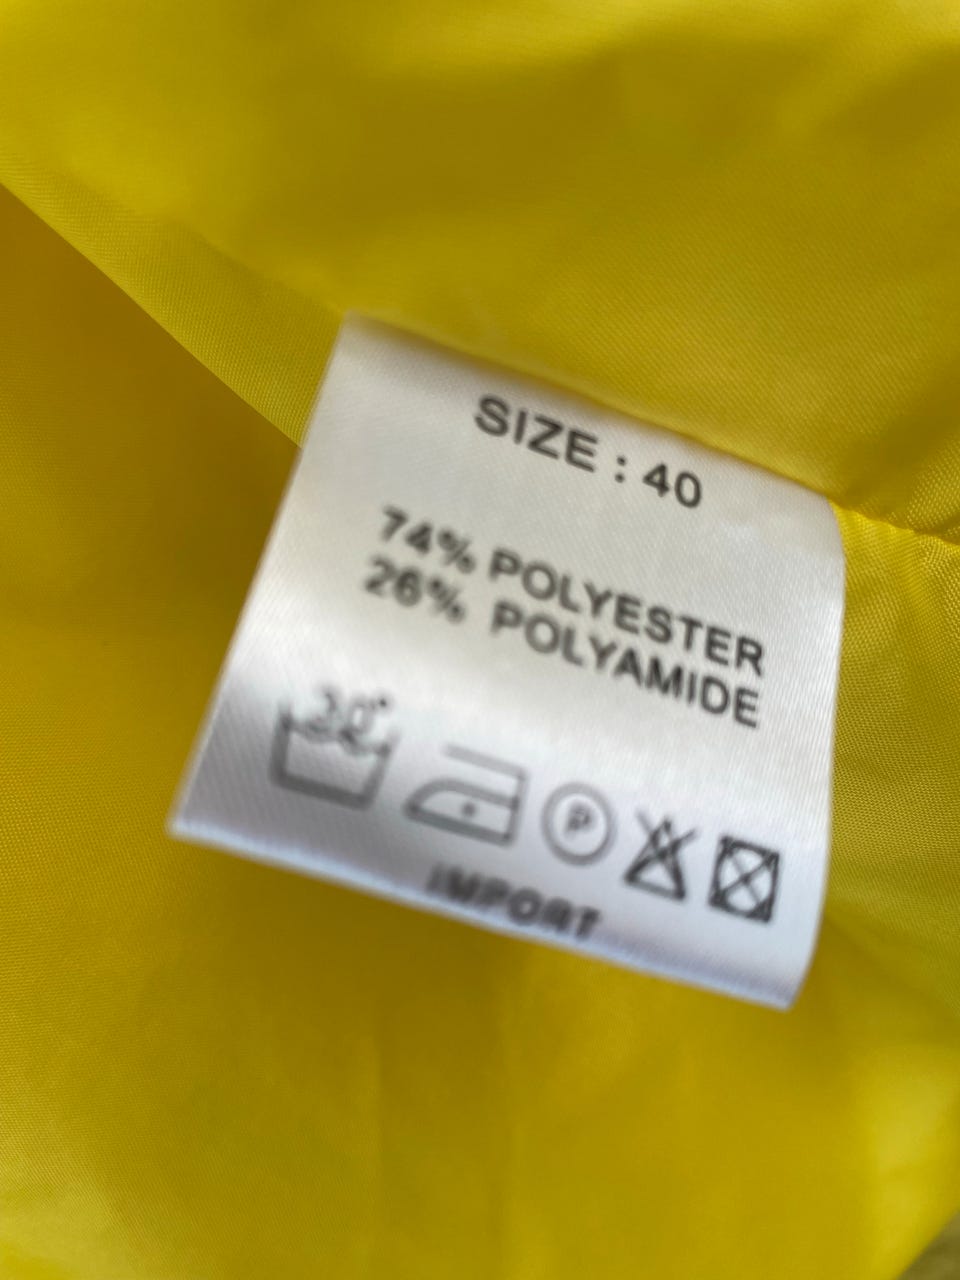 SIZE : 40
74% POLYESTER
26% POLYAMIDE
30°
P
IMPORT